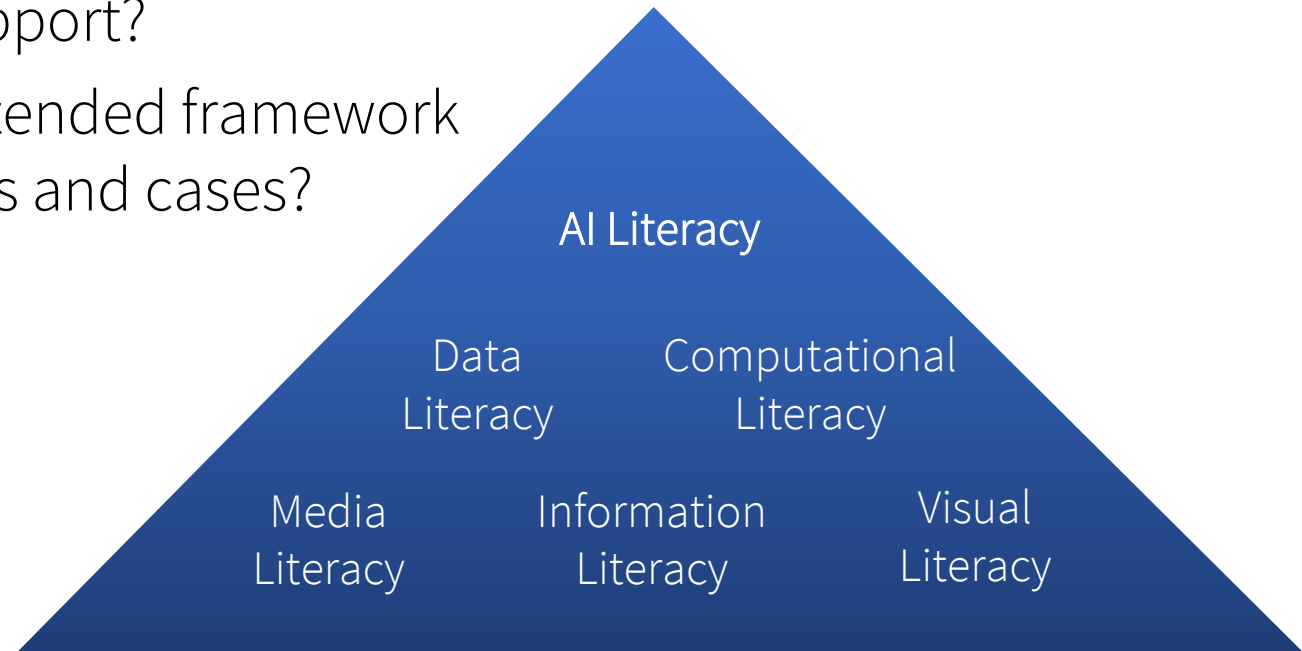 pport?
tended framework
s and cases?
AI Literacy
Data
Literacy
Computational
Literacy
Media
Literacy
Information
Literacy
Visual
Literacy